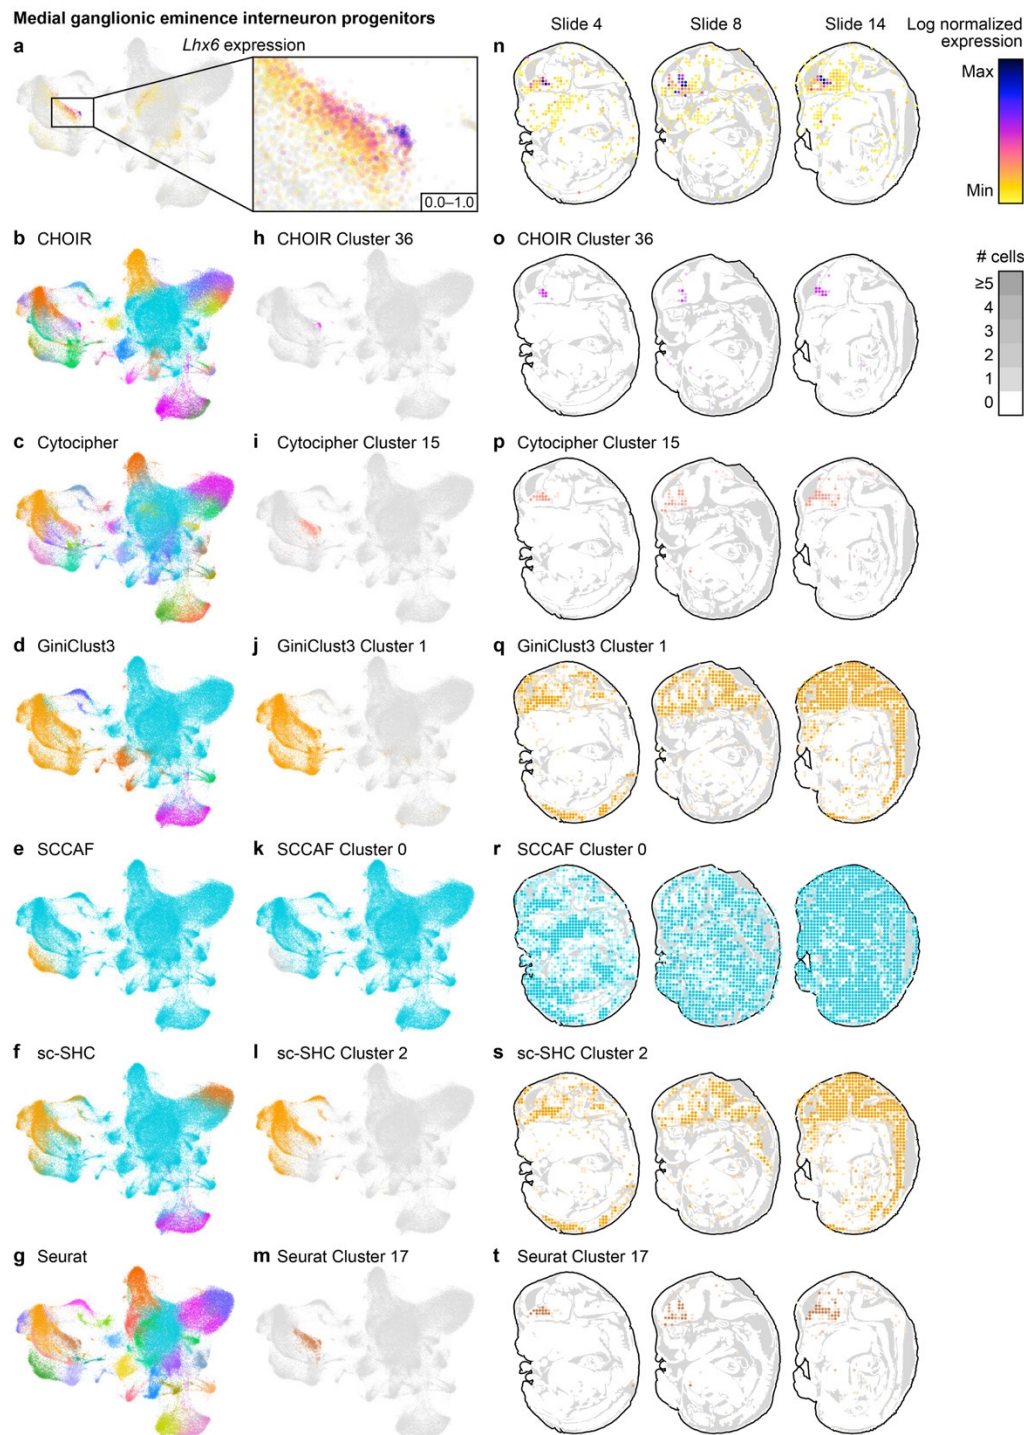 Medial ganglionic eminence interneuron progenitors
a
Lhx6 expression
0.0–1.0
n
Slide 4
Slide 8
Slide 14
Log normalized
expression
Max
Min
b CHOIR
h CHOIR Cluster 36
o CHOIR Cluster 36
# cells
≥5
4
3
2
1
0
c Cytocipher
i Cytocipher Cluster 15
p Cytocipher Cluster 15
d GiniClust3
j GiniClust3 Cluster 1
q GiniClust3 Cluster 1
e SCCAF
k SCCAF Cluster 0
r SCCAF Cluster 0
f sc-SHC
l sc-SHC Cluster 2
s sc-SHC Cluster 2
g Seurat
m Seurat Cluster 17
t Seurat Cluster 17